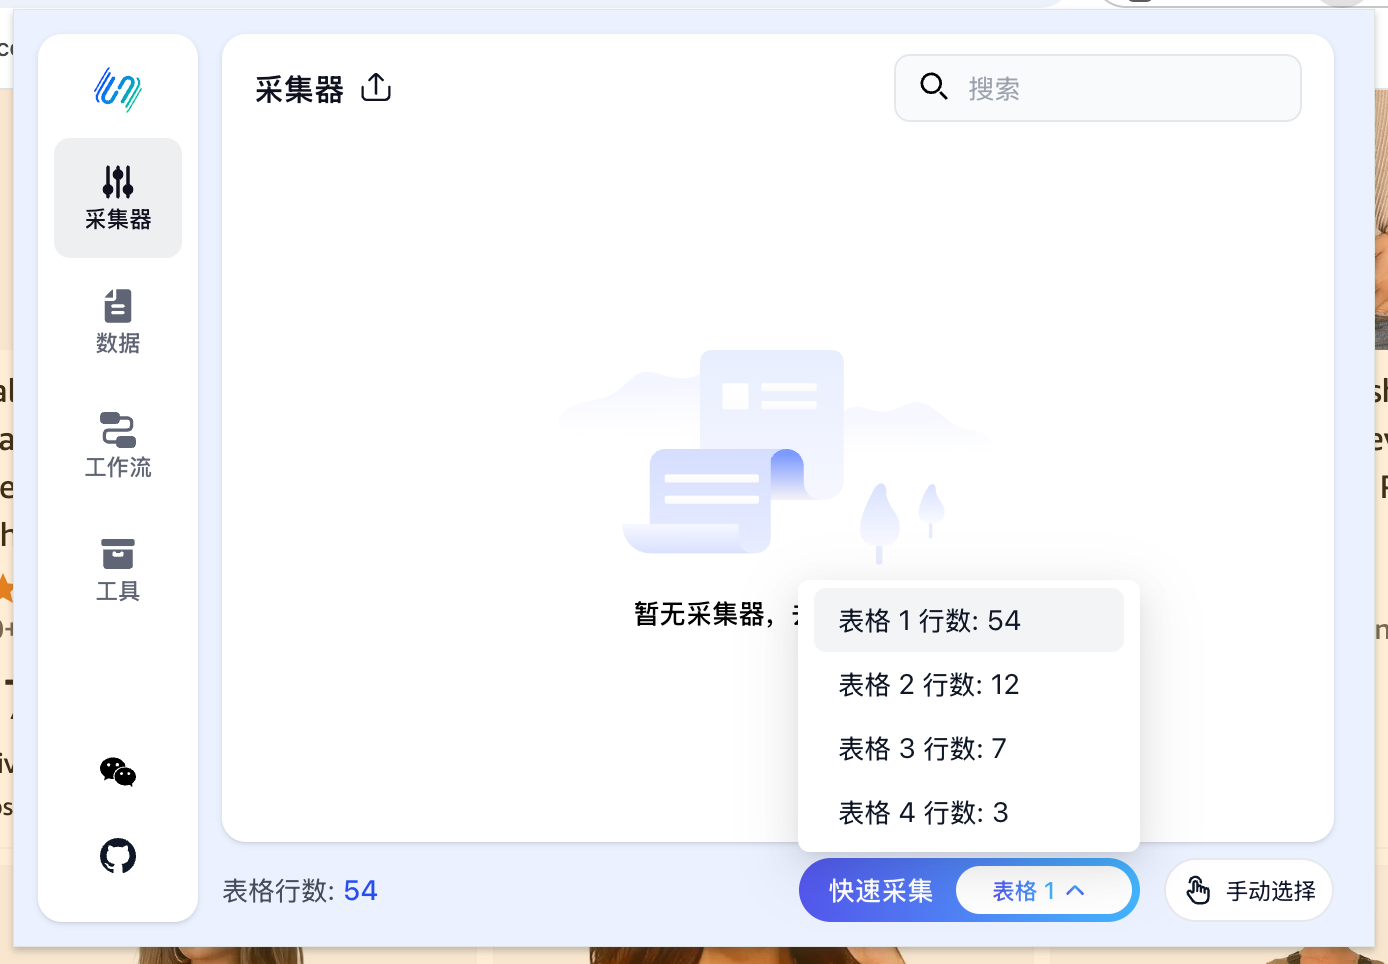 采集器
搜索
采集器
数据
工作流
工具
暂无采集器，
表格 1 行数: 54
表格 2 行数: 12
表格 3 行数: 7
表格 4 行数: 3
表格行数: 54
快速采集
表格 1
手动选择